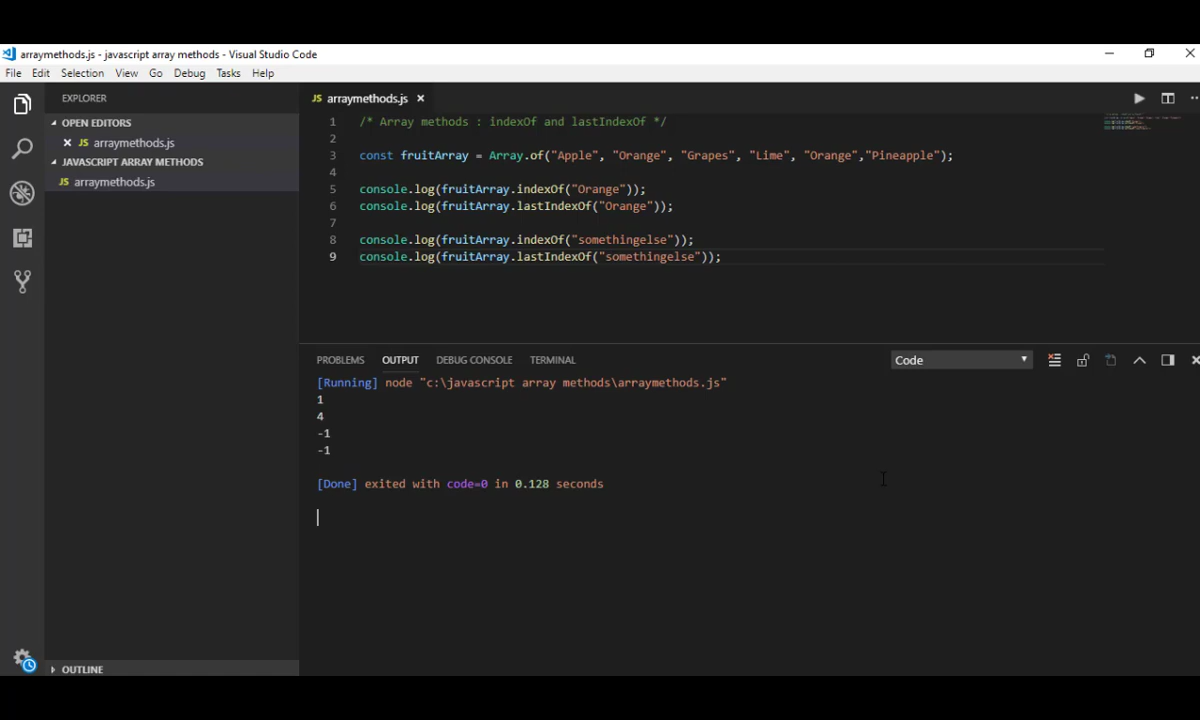 arraymethods.js - javascript array methods - Visual Studio Code
File Edit Selection View Go Debug Tasks Help
EXPLORER
OPEN EDITORS
JS arraymethods.js
JAVASCRIPT ARRAY METHODS
JS arraymethods.js
OUTLINE
JS arraymethods.js
1 /* Array methods : indexOf and lastIndexOf */
2
3 const fruitArray = Array.of("Apple", "Orange", "Grapes", "Lime", "Orange","Pineapple");
4
5 console.log(fruitArray.indexOf("Orange"));
6 console.log(fruitArray.lastIndexOf("Orange"));
7
8 console.log(fruitArray.indexOf("somethingelse"));
9 console.log(fruitArray.lastIndexOf("somethingelse"));
PROBLEMS OUTPUT DEBUG CONSOLE TERMINAL Code
[Running] node "c:\javascript array methods\arraymethods.js"
1
4
-1
-1
[Done] exited with code=0 in 0.128 seconds